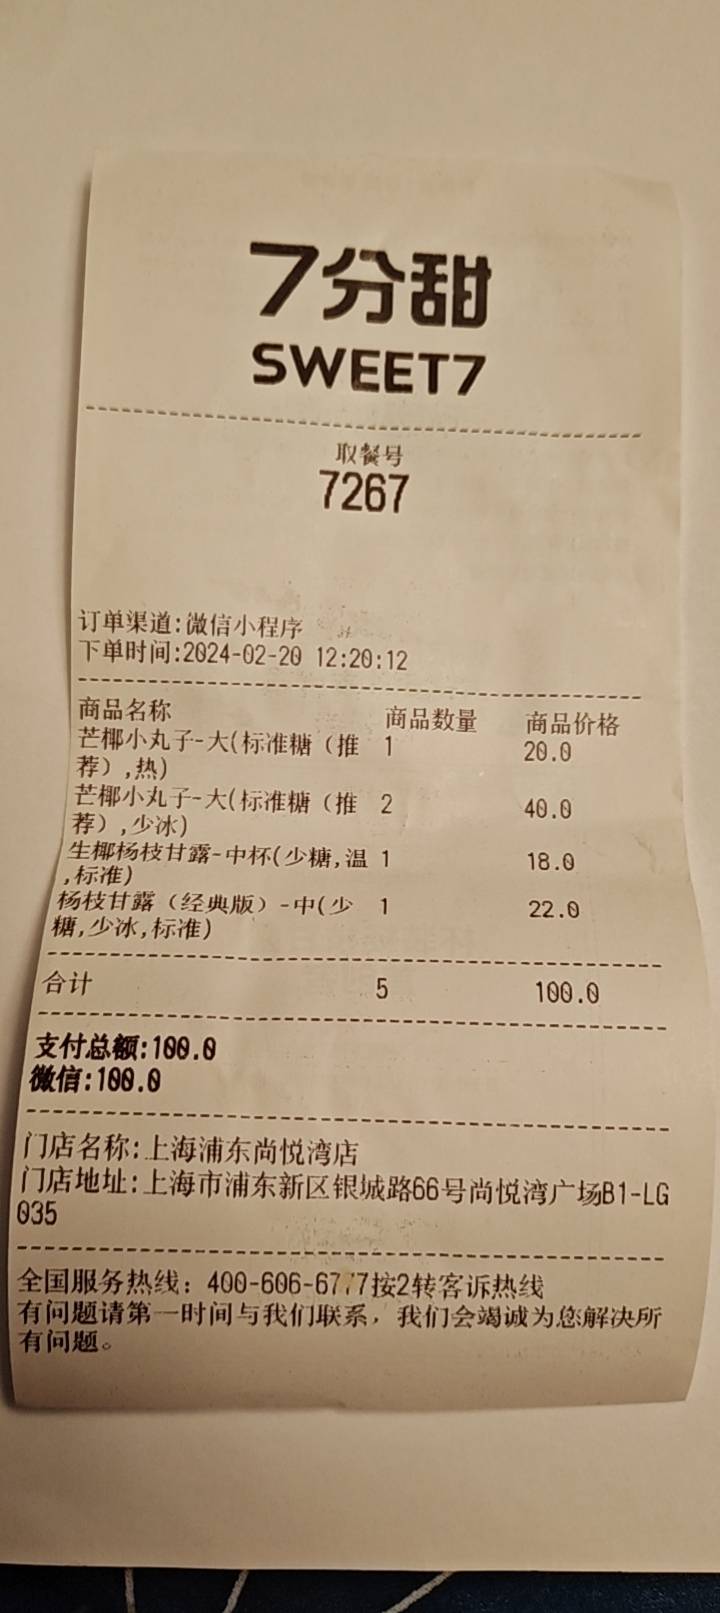 7分甜
SWEET7
取餐号
7267
订单渠道:微信小程序
下单时间:2024-02-20 12:20:12
商品名称 商品数量 商品价格
芒椰小丸子-大(标准糖（推 1 20.0
荐）,热)
芒椰小丸子-大(标准糖（推 2 40.0
荐）,少冰)
生椰杨枝甘露-中杯(少糖,温 1 18.0
,标准)
杨枝甘露（经典版）-中(少 1 22.0
糖,少冰,标准)
合计 5 100.0
支付总额:100.0
微信:100.0
门店名称:上海浦东尚悦湾店
门店地址:上海市浦东新区银城路66号尚悦湾广场B1-LG
035
全国服务热线：400-606-6777按2转客诉热线
有问题请第一时间与我们联系，我们会竭诚为您解决所
有问题。